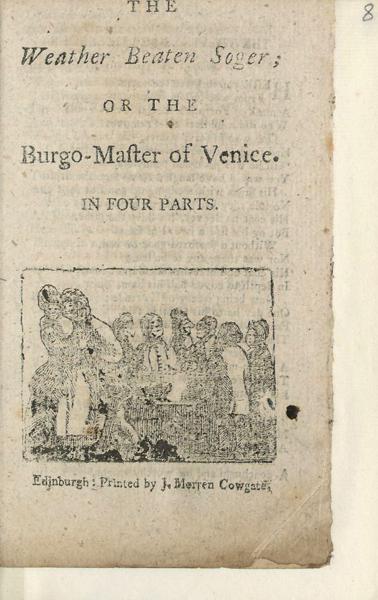 8
THE
Weather Beaten Soger;
OR THE
Burgo-Maſter of Venice.
IN FOUR PARTS.
Edinburgh: Printed by J. Morren Cowgate,